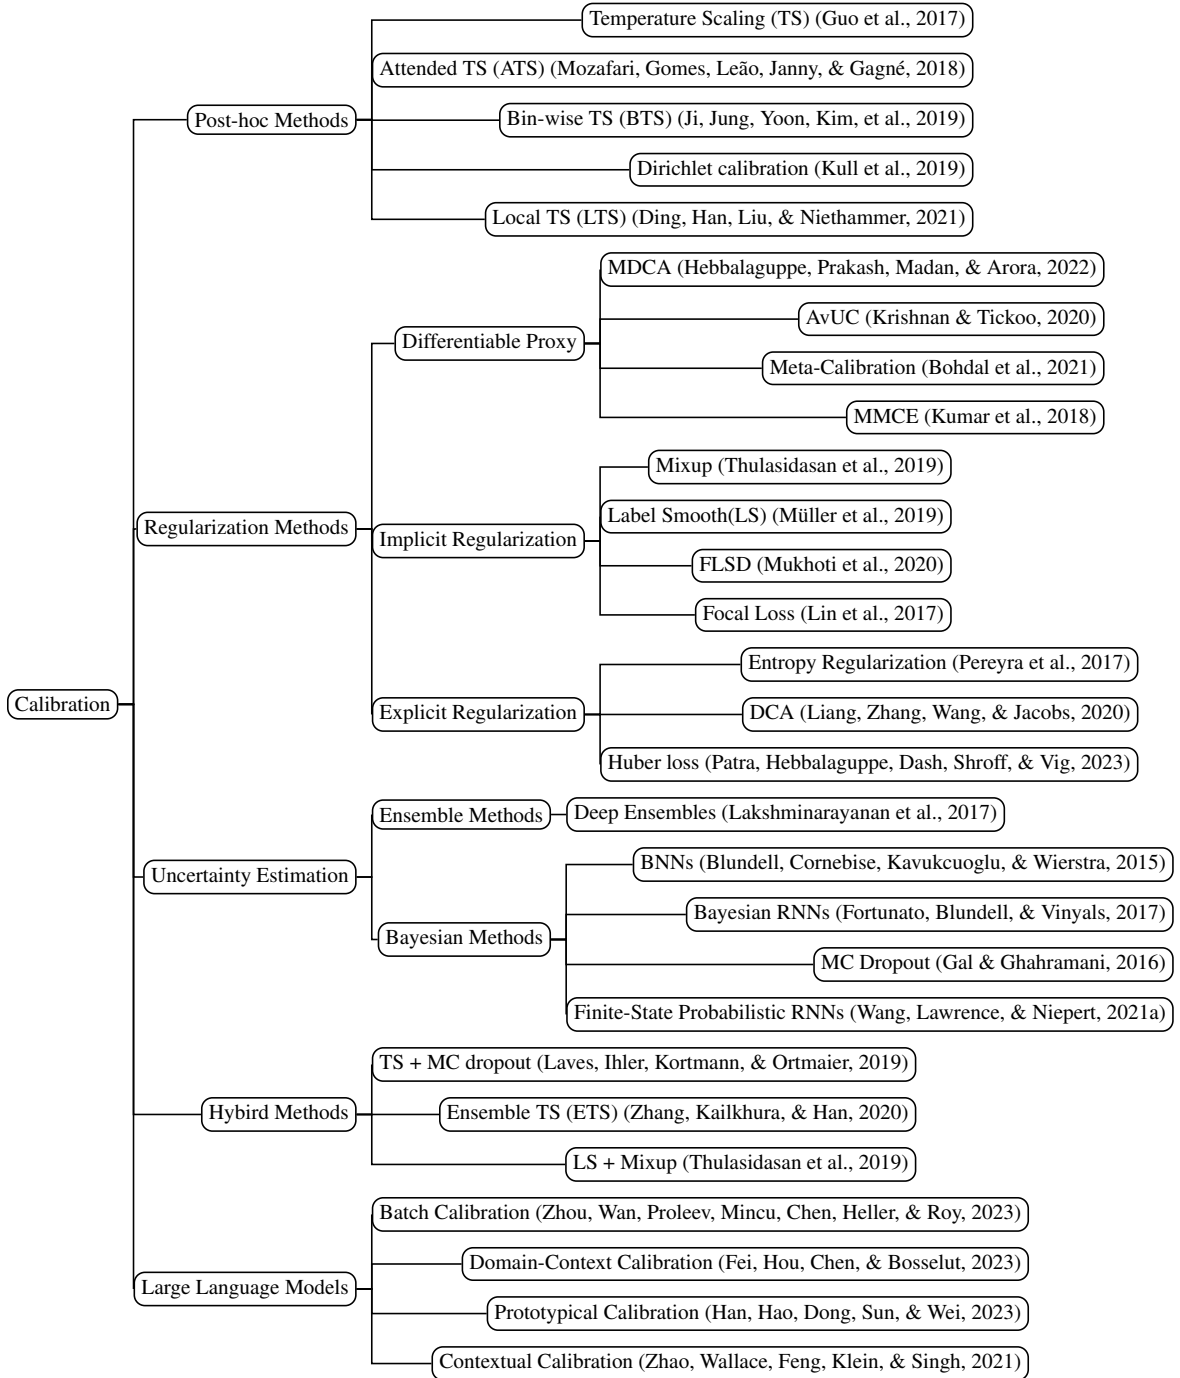 Temperature Scaling (TS) (Guo et al., 2017)
Attended TS (ATS) (Mozafari, Gomes, Leão, Janny, & Gagné, 2018)
Post-hoc Methods
Bin-wise TS (BTS) (Ji, Jung, Yoon, Kim, et al., 2019)
Dirichlet calibration (Kull et al., 2019)
Local TS (LTS) (Ding, Han, Liu, & Niethammer, 2021)
MDCA (Hebbalaguppe, Prakash, Madan, & Arora, 2022)
AvUC (Krishnan & Tickoo, 2020)
Differentiable Proxy
Meta-Calibration (Bohdal et al., 2021)
MMCE (Kumar et al., 2018)
Mixup (Thulasidasan et al., 2019)
Label Smooth(LS) (Müller et al., 2019)
Regularization Methods
Implicit Regularization
FLSD (Mukhoti et al., 2020)
Focal Loss (Lin et al., 2017)
Entropy Regularization (Pereyra et al., 2017)
Calibration
Explicit Regularization
DCA (Liang, Zhang, Wang, & Jacobs, 2020)
Huber loss (Patra, Hebbalaguppe, Dash, Shroff, & Vig, 2023)
Ensemble Methods
Deep Ensembles (Lakshminarayanan et al., 2017)
BNNs (Blundell, Cornebise, Kavukcuoglu, & Wierstra, 2015)
Uncertainty Estimation
Bayesian RNNs (Fortunato, Blundell, & Vinyals, 2017)
Bayesian Methods
MC Dropout (Gal & Ghahramani, 2016)
Finite-State Probabilistic RNNs (Wang, Lawrence, & Niepert, 2021a)
TS + MC dropout (Laves, Ihler, Kortmann, & Ortmaier, 2019)
Hybird Methods
Ensemble TS (ETS) (Zhang, Kailkhura, & Han, 2020)
LS + Mixup (Thulasidasan et al., 2019)
Batch Calibration (Zhou, Wan, Proleev, Mincu, Chen, Heller, & Roy, 2023)
Domain-Context Calibration (Fei, Hou, Chen, & Bosselut, 2023)
Large Language Models
Prototypical Calibration (Han, Hao, Dong, Sun, & Wei, 2023)
Contextual Calibration (Zhao, Wallace, Feng, Klein, & Singh, 2021)